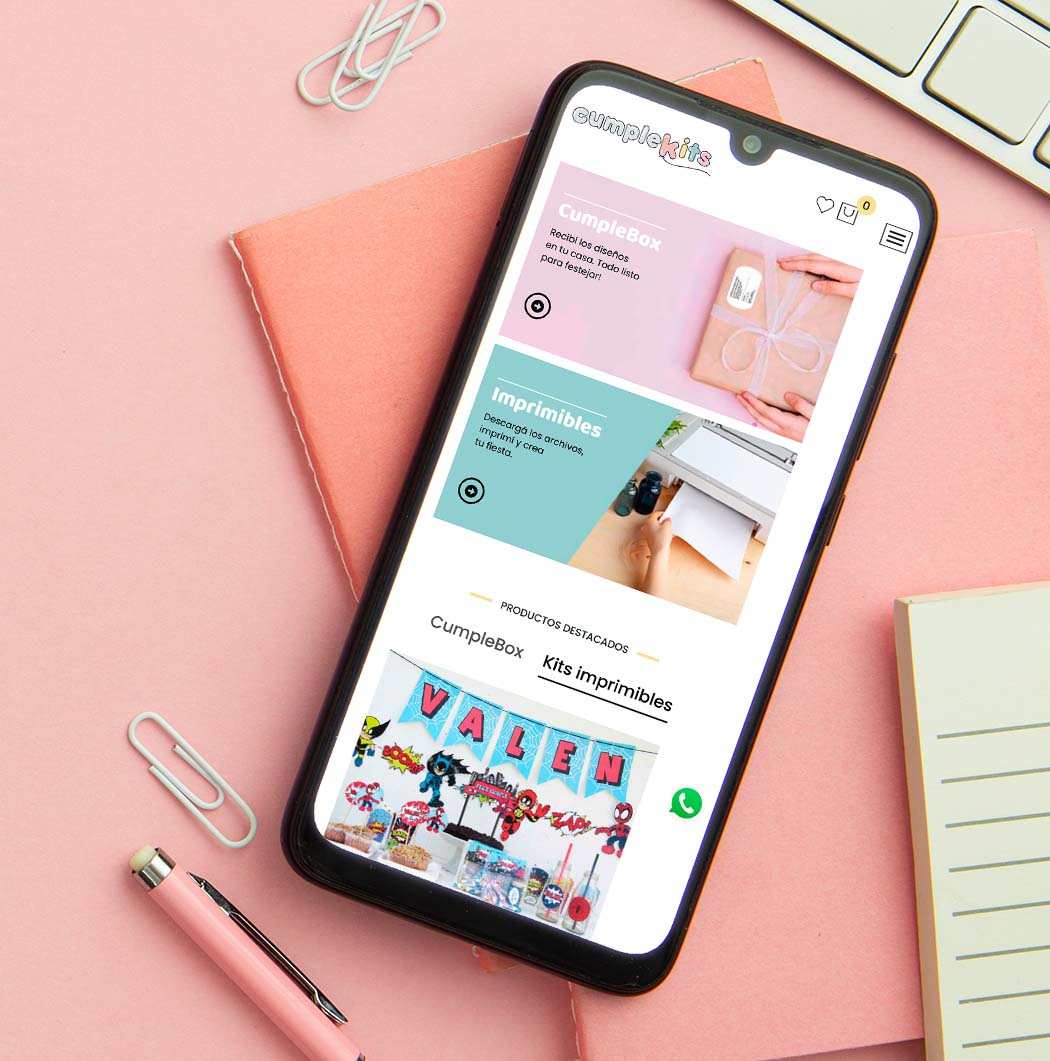 cumplekits
0
CumpleBox
Recibí los diseños
en tu casa. Todo listo
para festejar!
Imprimibles
Descargá los archivos,
imprimí y crea
tu fiesta.
PRODUCTOS DESTACADOS
CumpleBox
Kits imprimibles
VALEN
BOOM!
ZAP!